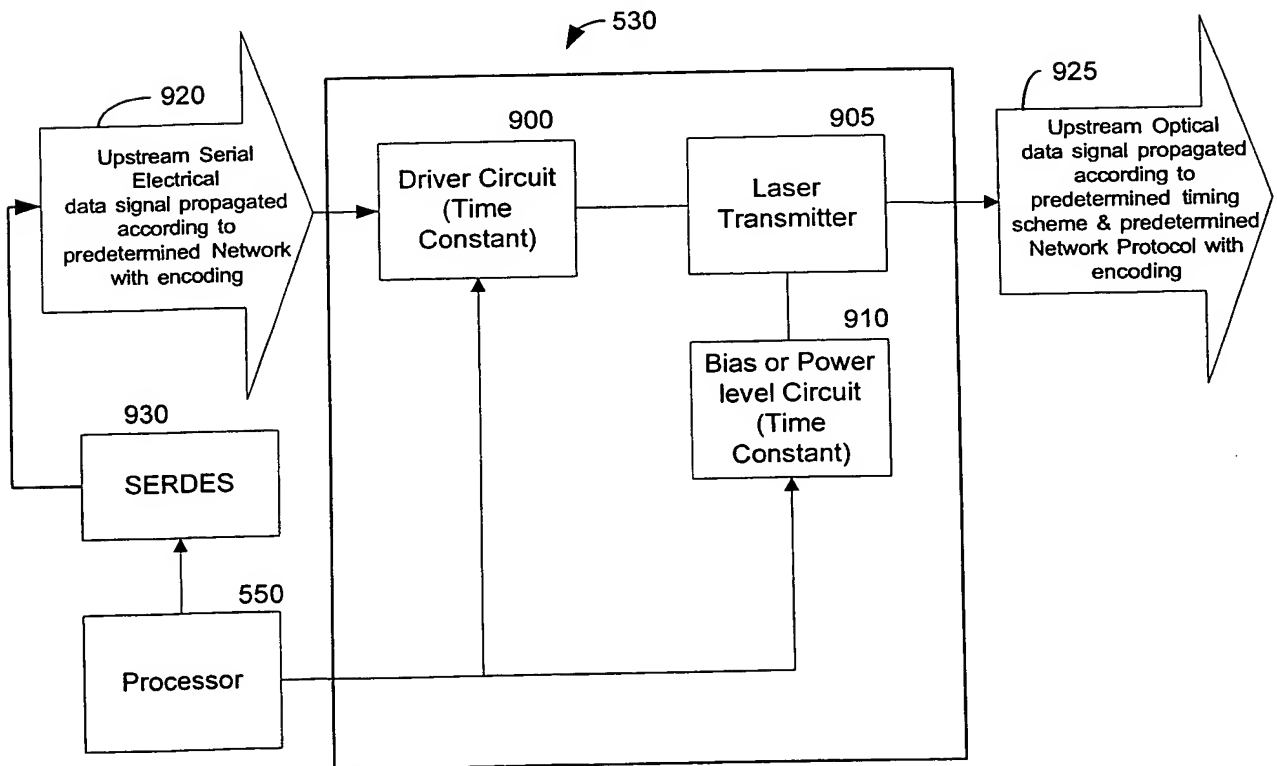 530
920
925
Upstream Serial
Electrical
data signal propagated
according to
predetermined Network
with encoding
900
Driver Circuit
(Time
Constant)
905
Laser
Transmitter
Upstream Optical
data signal propagated
according to
predetermined timing
scheme & predetermined
Network Protocol with
encoding
910
Bias or Power
level Circuit
(Time
Constant)
930
SERDES
550
Processor